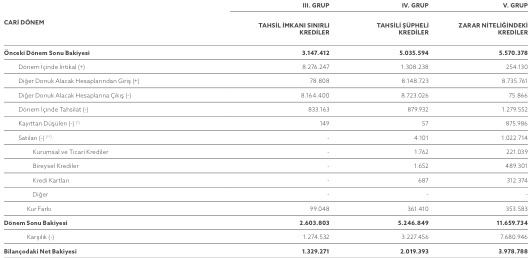 III. GRUP IV. GRUP V. GRUP
CARİ DÖNEM TAHSİL İMKANI SINIRLI KREDİLER TAHSİLİ ŞÜPHELİ KREDİLER ZARAR NİTELİĞİNDEKİ KREDİLER
Önceki Dönem Sonu Bakiyesi 3.147.412 5.035.594 5.570.378
Dönem İçinde İntikal (+) 8.276.247 1.308.238 254.130
Diğer Donuk Alacak Hesaplarından Giriş (+) 78.808 8.148.723 8.735.761
Diğer Donuk Alacak Hesaplarına Çıkış (-) 8.164.400 8.723.026 75.866
Dönem İçinde Tahsilat (-) 833.163 879.932 1.279.552
Kayıttan Düşülen (-) 149 57 875.986
Satılan (-) - 4.101 1.022.714
Kurumsal ve Ticari Krediler - 1.762 221.039
Bireysel Krediler - 1.652 489.301
Kredi Kartları - 687 312.374
Diğer - - -
Kur Farkı 99.048 361.410 353.583
Dönem Sonu Bakiyesi 2.603.803 5.246.849 11.659.734
Karşılık (-) 1.274.532 3.227.456 7.680.946
Bilançodaki Net Bakiyesi 1.329.271 2.019.393 3.978.788